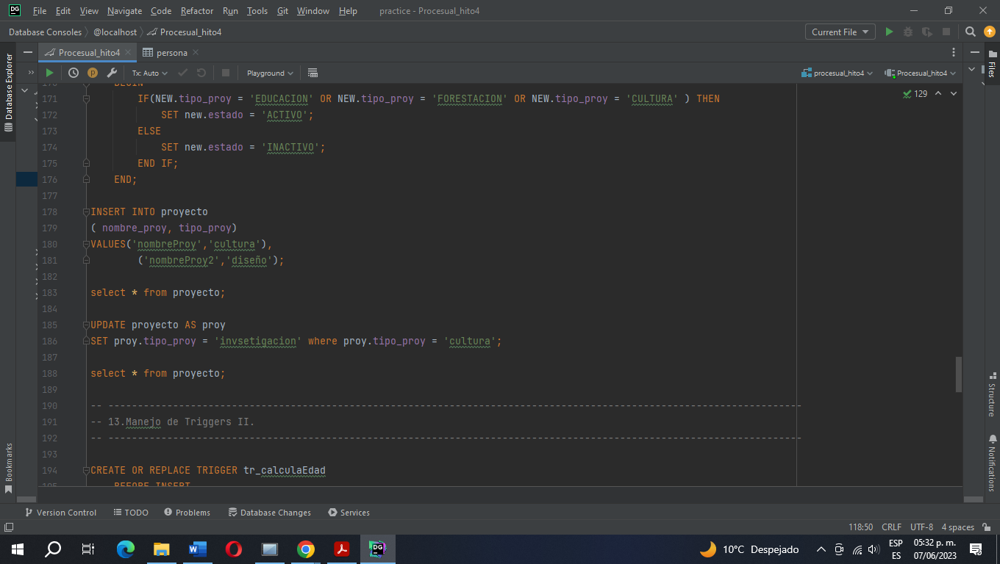 DG File Edit View Navigate Code Refactor Run Tools Git Window Help practice - Procesual_hito4
Database Consoles @localhost Procesual_hito4 Current File
Procesual_hito4 persona
Tx: Auto Playground procesual_hito4 Procesual_hito4
129
Database Explorer
Files
170 BEGIN
171 IF(NEW.tipo_proy = 'EDUCACION' OR NEW.tipo_proy = 'FORESTACION' OR NEW.tipo_proy = 'CULTURA' ) THEN
172 SET new.estado = 'ACTIVO';
173 ELSE
174 SET new.estado = 'INACTIVO';
175 END IF;
176 END;
177
178 INSERT INTO proyecto
179 ( nombre_proy, tipo_proy)
180 VALUES('nombreProy','cultura'),
181 ('nombreProy2','diseño');
182
183 select * from proyecto;
184
185 UPDATE proyecto AS proy
186 SET proy.tipo_proy = 'invsetigacion' where proy.tipo_proy = 'cultura';
187
188 select * from proyecto;
189
190 -- ----------------------------------------------------------------------------------------------------------------------
191 -- 13.Manejo de Triggers II.
192 -- ----------------------------------------------------------------------------------------------------------------------
193
194 CREATE OR REPLACE TRIGGER tr_calculaEdad
195 BEFORE INSERT
Structure
Bookmarks
Notifications
Version Control TODO Problems Database Changes Services
118:50 CRLF UTF-8 4 spaces
10°C Despejado
ESP
ES
05:32 p. m.
07/06/2023